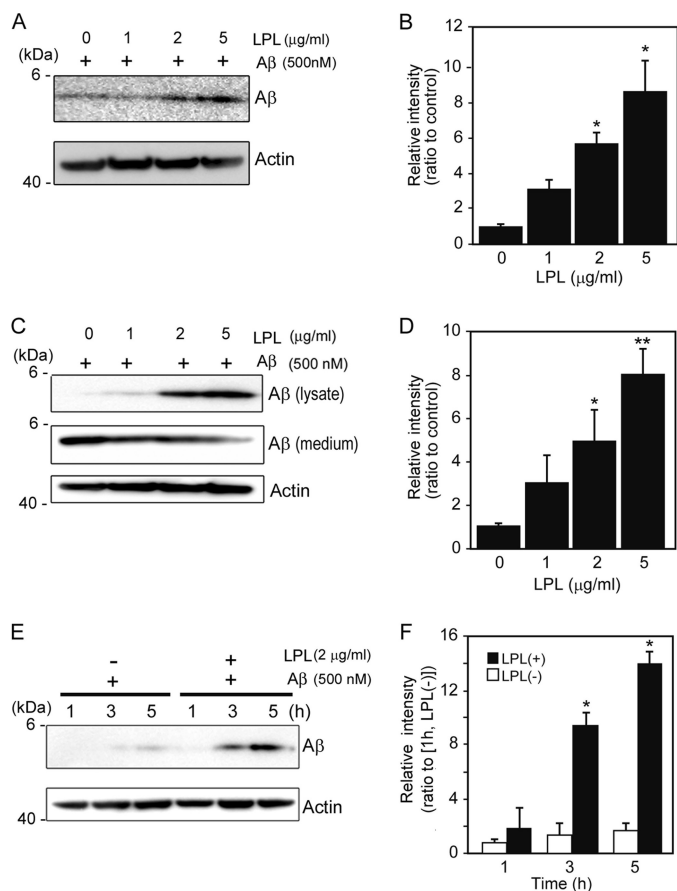 A
0 1 2 5 LPL (μg/ml)
(kDa) + + + + Aβ (500nM)
6 -
Aβ
Actin
40 -
B
Relative intensity
(ratio to control)
12
10
8
6
4
2
0
*
*
0 1 2 5
LPL (μg/ml)
C
0 1 2 5 LPL (μg/ml)
(kDa) + + + + Aβ (500 nM)
6 -
Aβ (lysate)
6 -
Aβ (medium)
Actin
40 -
D
Relative intensity
(ratio to control)
10
8
6
4
2
0
*
**
0 1 2 5
LPL (μg/ml)
E
- + LPL(2 μg/ml)
+ + Aβ (500 nM)
(kDa) 1 3 5 1 3 5 (h)
6 -
Aβ
Actin
40 -
F
Relative intensity
(ratio to [1h, LPL(-)])
16
14
12
10
8
6
4
2
0
LPL(+)
LPL(-)
*
*
1 3 5
Time (h)